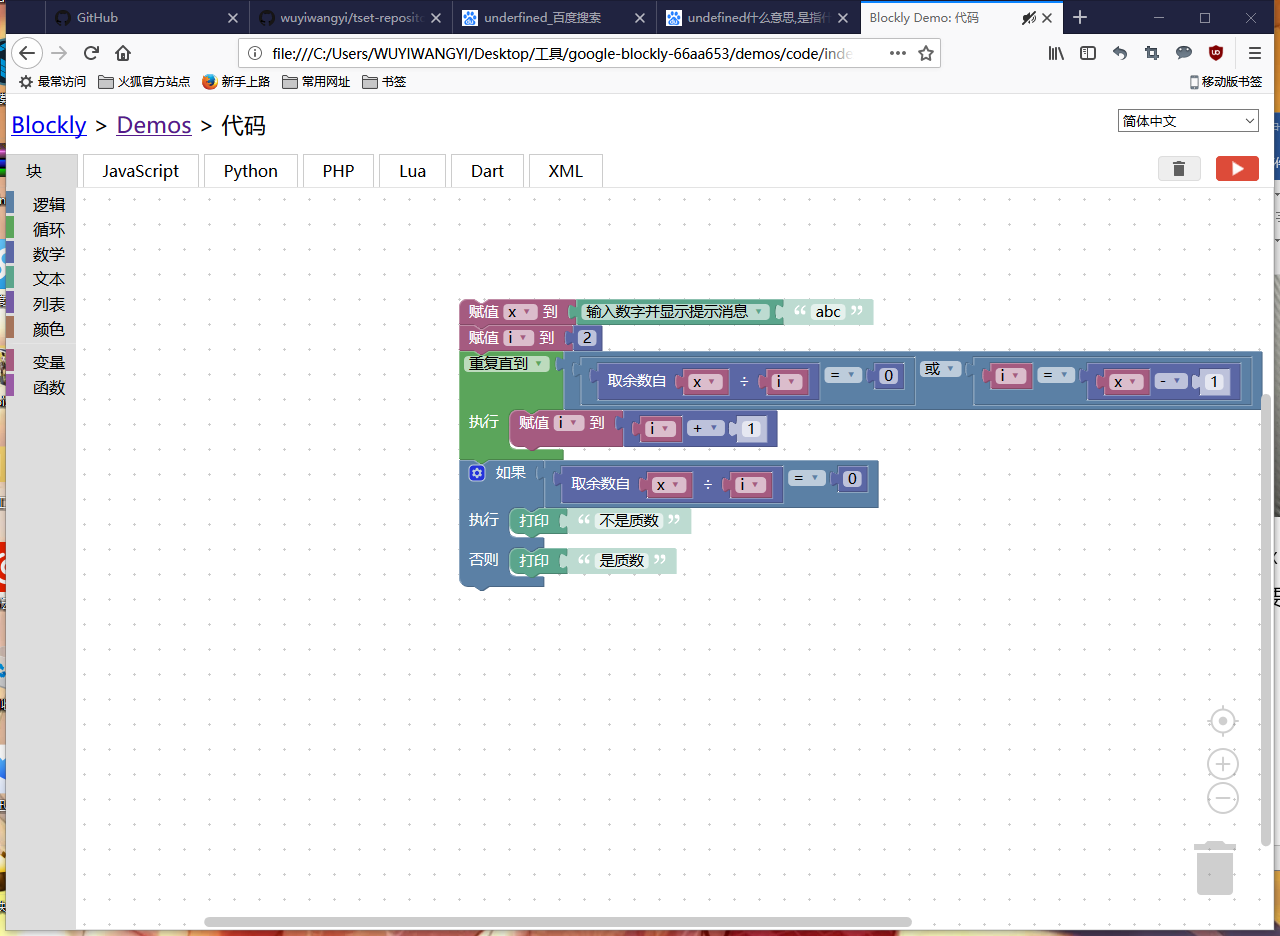 GitHub
wuyiwangyi/tset-reposito
underfined_百度搜索
undefined什么意思,是指什
Blockly Demo: 代码
file:///C:/Users/WUYIWANGYI/Desktop/工具/google-blockly-66aa653/demos/code/inde
最常访问 火狐官方站点 新手上路 常用网址 书签 移动版书签
Blockly > Demos > 代码
简体中文
块 JavaScript Python PHP Lua Dart XML
逻辑
循环
数学
文本
列表
颜色
变量
函数
赋值 x 到 输入数字并显示提示消息 “ abc ”
赋值 i 到 2
重复直到 取余数自 x ÷ i = 0 或 i = x - 1
执行 赋值 i 到 i + 1
如果 取余数自 x ÷ i = 0
执行 打印 “ 不是质数 ”
否则 打印 “ 是质数 ”